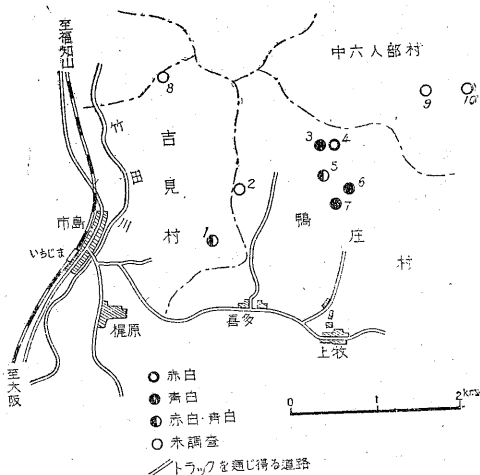 至福知山
竹田川
吉見村
中六人部村
8
9
10
3
4
5
6
7
2
1
鴨庄村
市島
いちじま
梶原
喜多
上牧
至大阪
赤白
青白
赤白・青白
未調査
トラックを通じ得る道路
0 1 2km